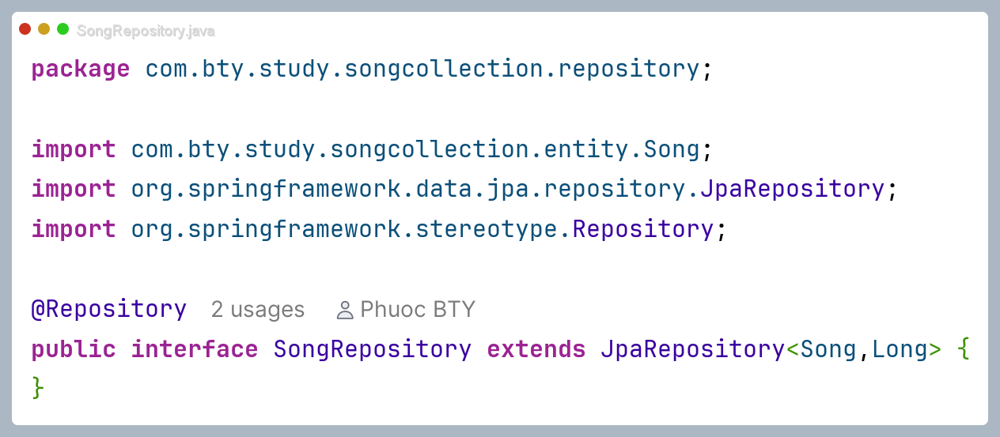 SongRepository.java
package com.bty.study.songcollection.repository;
import com.bty.study.songcollection.entity.Song;
import org.springframework.data.jpa.repository.JpaRepository;
import org.springframework.stereotype.Repository;
@Repository 2 usages Phuoc BTY
public interface SongRepository extends JpaRepository<Song,Long> {
}